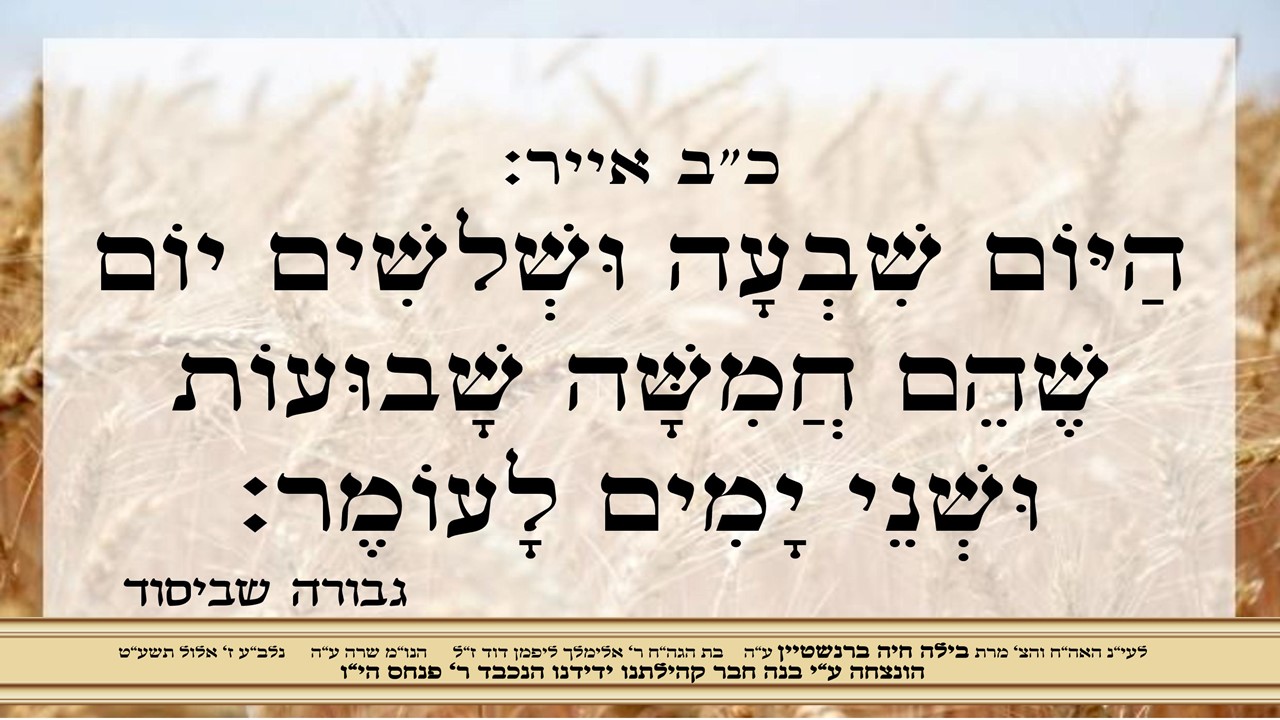 כ״ב אייר:
הַיּוֹם שִׁבְעָה וּשְׁלשִׁים יוֹם
שֶׁהֵם חֲמִשָּׁה שָׁבוּעוֹת
וּשְׁנֵי יָמִים לָעוֹמֶר:
גבורה שביסוד
לעי״נ האה״ח והצ׳ מרת בילה חיה ברנשטיין ע״ה בת הגה״ח ר׳ אלימלך ליפמן דוד ז״ל הנו״מ שרה ע״ה נלב״ע ז׳ אלול תשע״ט
הונצחה ע״י בנה חבר קהילתנו ידידנו הנכבד ר׳ פנחס הי״ו